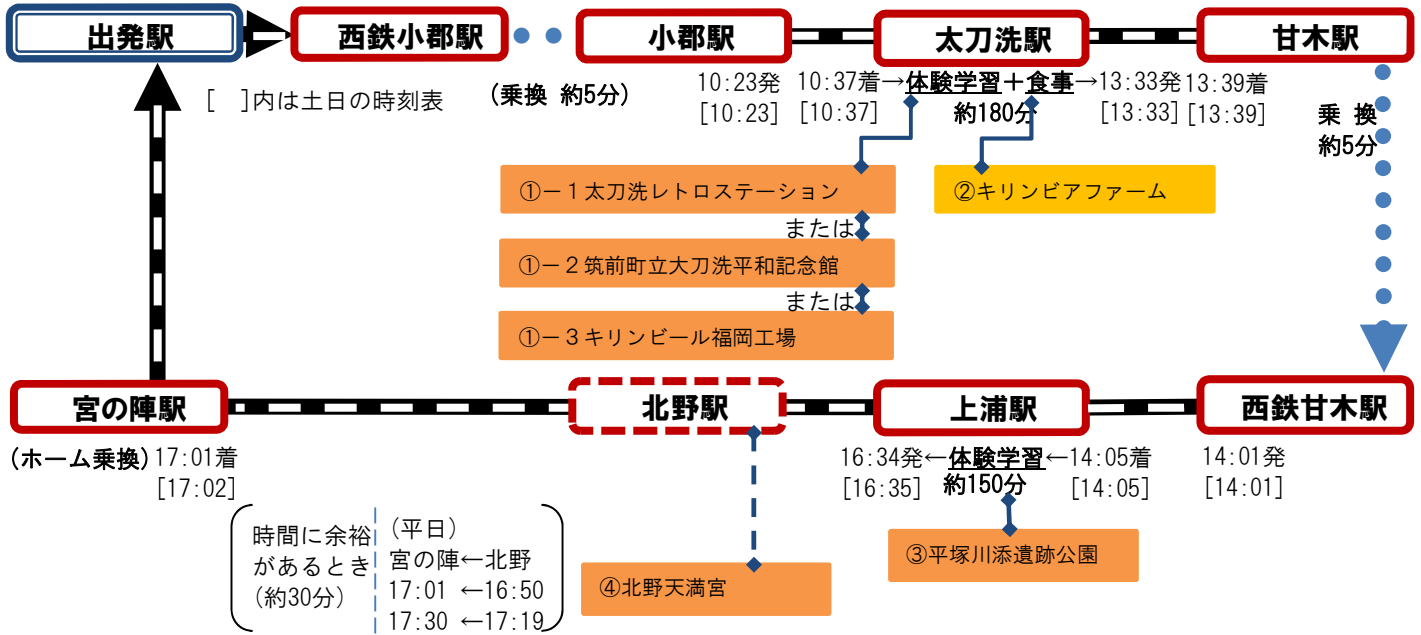 出発駅
西鉄小郡駅
小郡駅
太刀洗駅
甘木駅
[　]内は土日の時刻表
(乗換 約5分)
10:23発
[10:23]
10:37着→体験学習+食事→13:33発
[10:37]
約180分
[13:33]
13:39着
[13:39]
乗 換
約5分
①－１太刀洗レトロステーション
②キリンビアファーム
または
①－２筑前町立大刀洗平和記念館
または
①－３キリンビール福岡工場
宮の陣駅
北野駅
上浦駅
西鉄甘木駅
(ホーム乗換)17:01着
[17:02]
16:34発←体験学習←14:05着
[16:35]
約150分
[14:05]
14:01発
[14:01]
時間に余裕
があるとき
(約30分)
(平日)
宮の陣←北野
17:01 ←16:50
17:30 ←17:19
③平塚川添遺跡公園
④北野天満宮